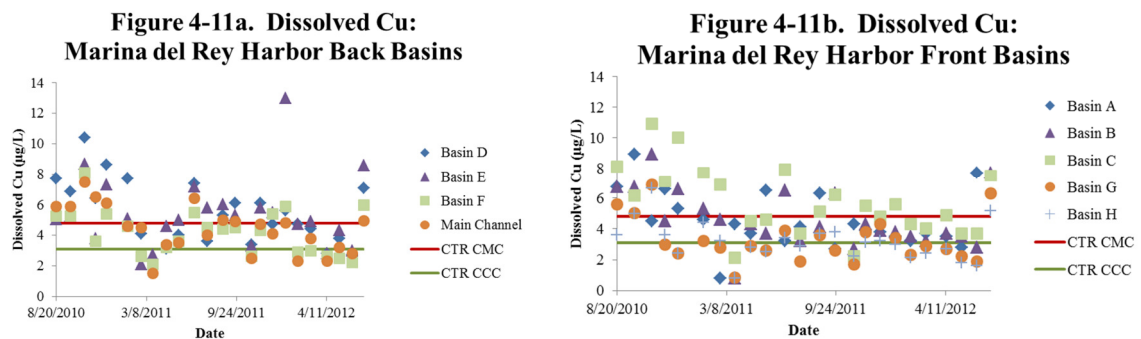 Figure 4-11a. Dissolved Cu:
Marina del Rey Harbor Back Basins
Dissolved Cu (µg/L)
14
12
10
8
6
4
2
0
8/20/2010
3/8/2011
9/24/2011
4/11/2012
Date
Basin D
Basin E
Basin F
Main Channel
CTR CMC
CTR CCC
Figure 4-11b. Dissolved Cu:
Marina del Rey Harbor Front Basins
Dissolved Cu (µg/L)
14
12
10
8
6
4
2
0
8/20/2010
3/8/2011
9/24/2011
4/11/2012
Date
Basin A
Basin B
Basin C
Basin G
Basin H
CTR CMC
CTR CCC